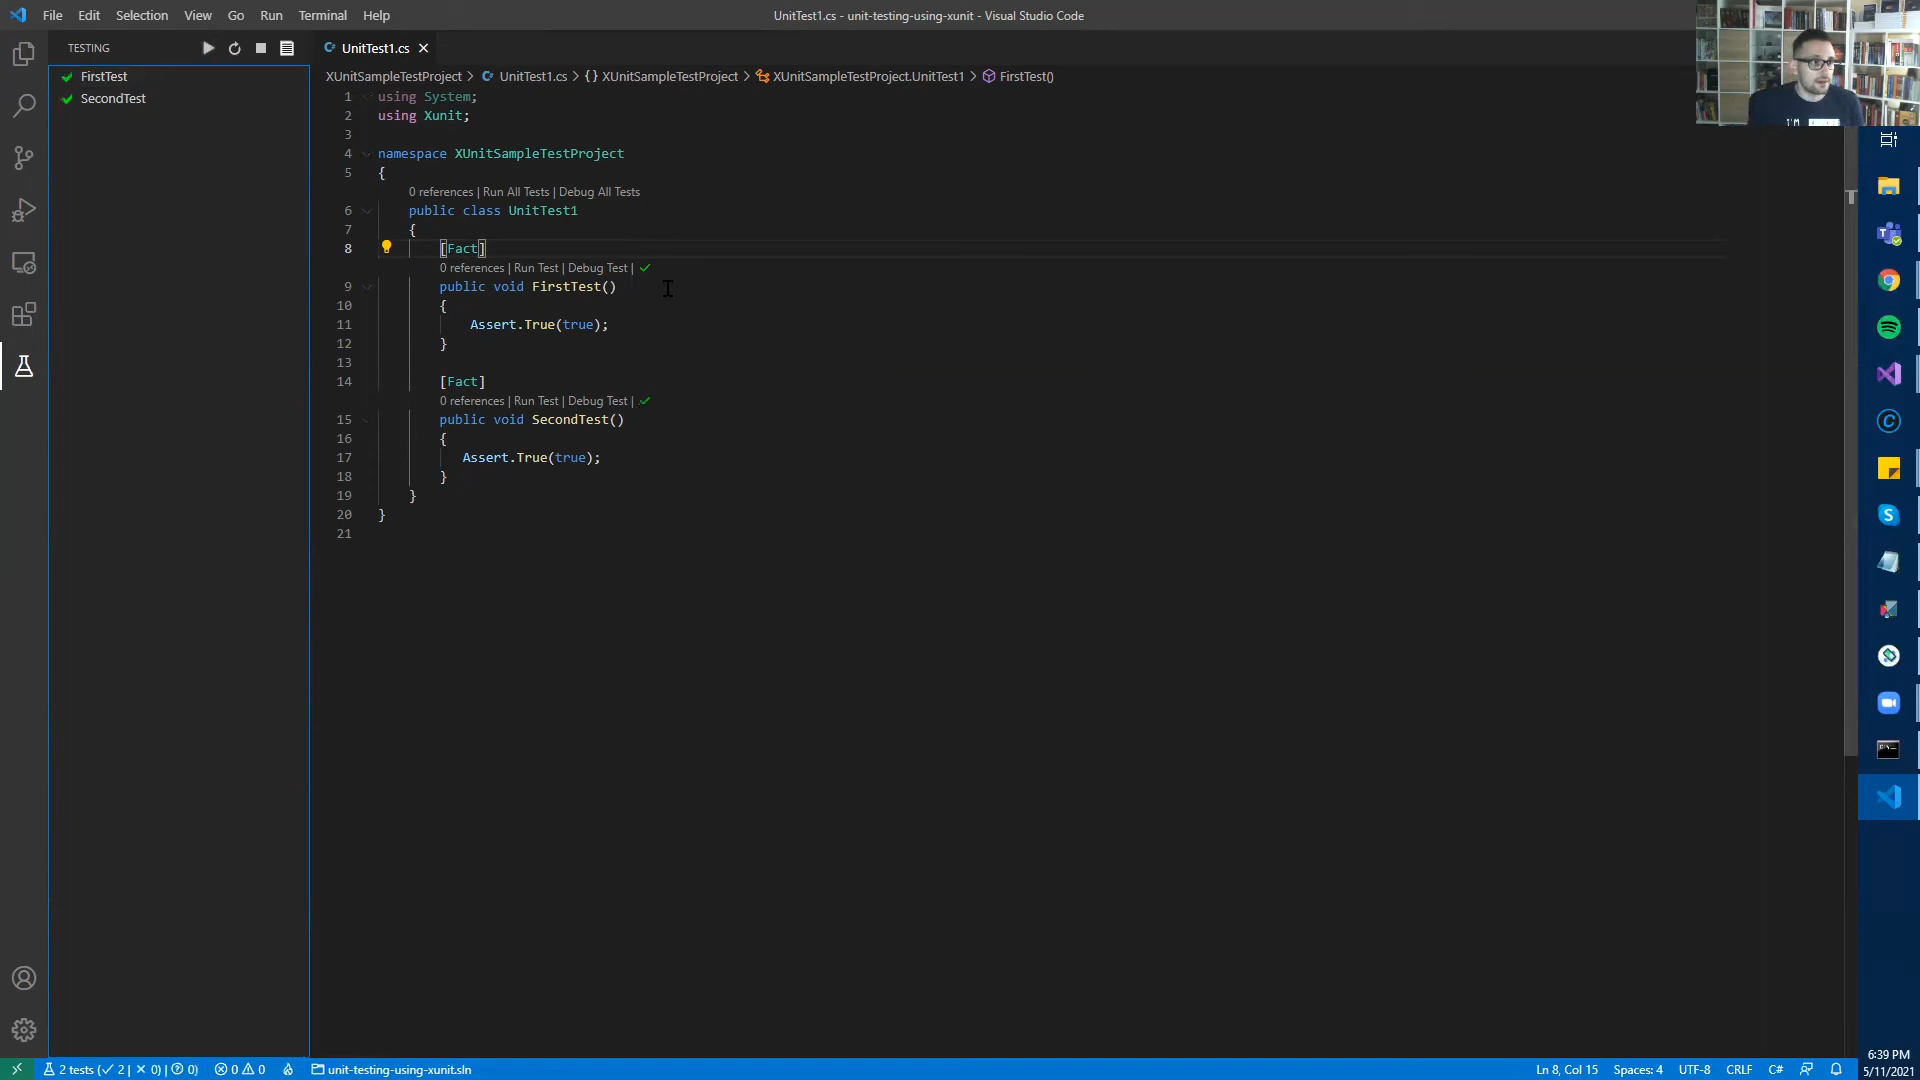 File Edit Selection View Go Run Terminal Help
UnitTest1.cs - unit-testing-using-xunit - Visual Studio Code
TESTING
FirstTest
SecondTest
UnitTest1.cs
XUnitSampleTestProject > UnitTest1.cs > {} XUnitSampleTestProject > XUnitSampleTestProject.UnitTest1 > FirstTest()
1 using System;
2 using Xunit;
3
4 namespace XUnitSampleTestProject
5 {
0 references | Run All Tests | Debug All Tests
6 public class UnitTest1
7 {
8 [Fact]
0 references | Run Test | Debug Test | ✓
9 public void FirstTest()
10 {
11 Assert.True(true);
12 }
13
14 [Fact]
0 references | Run Test | Debug Test | ✓
15 public void SecondTest()
16 {
17 Assert.True(true);
18 }
19 }
20 }
21
I'M
2 tests (✓ 2 | × 0) | ? 0) 0 0 unit-testing-using-xunit.sln
Ln 8, Col 15 Spaces: 4 UTF-8 CRLF C#
6:39 PM
5/11/2021